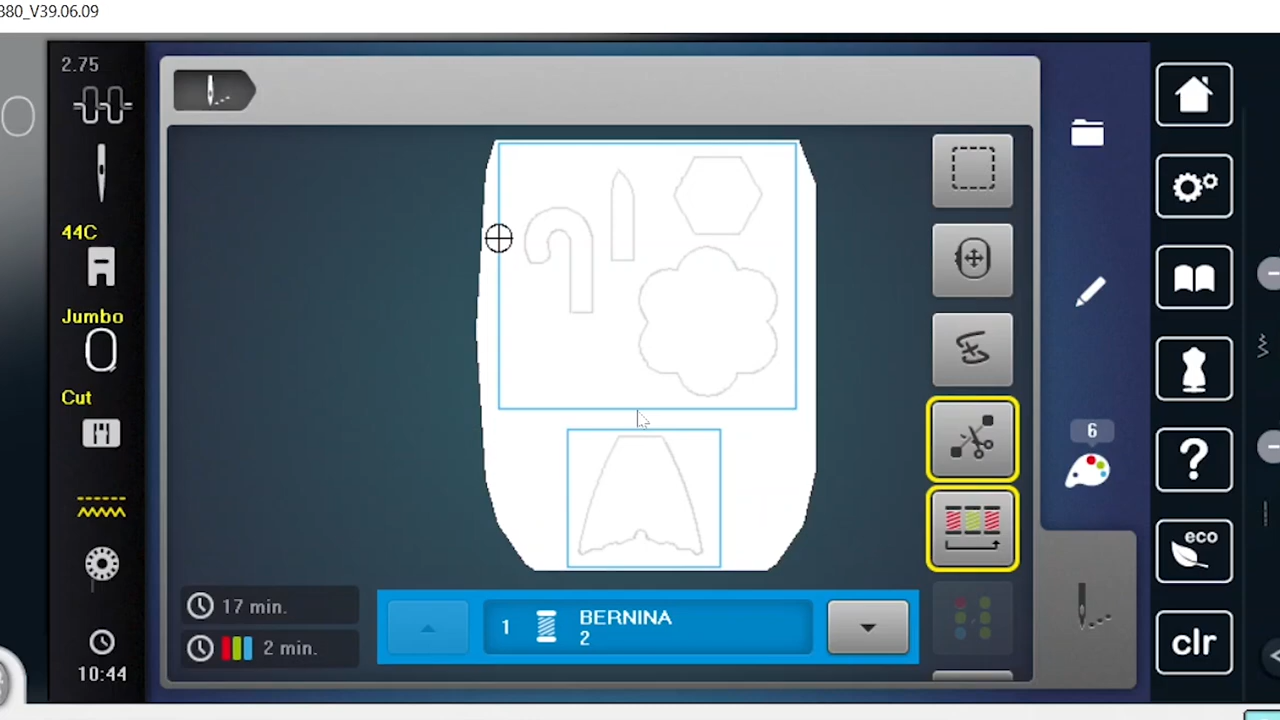 380_V39.06.09
2.75
44C
Jumbo
Cut
10:44
17 min.
2 min.
1
BERNINA
2
6
?
eco
clr